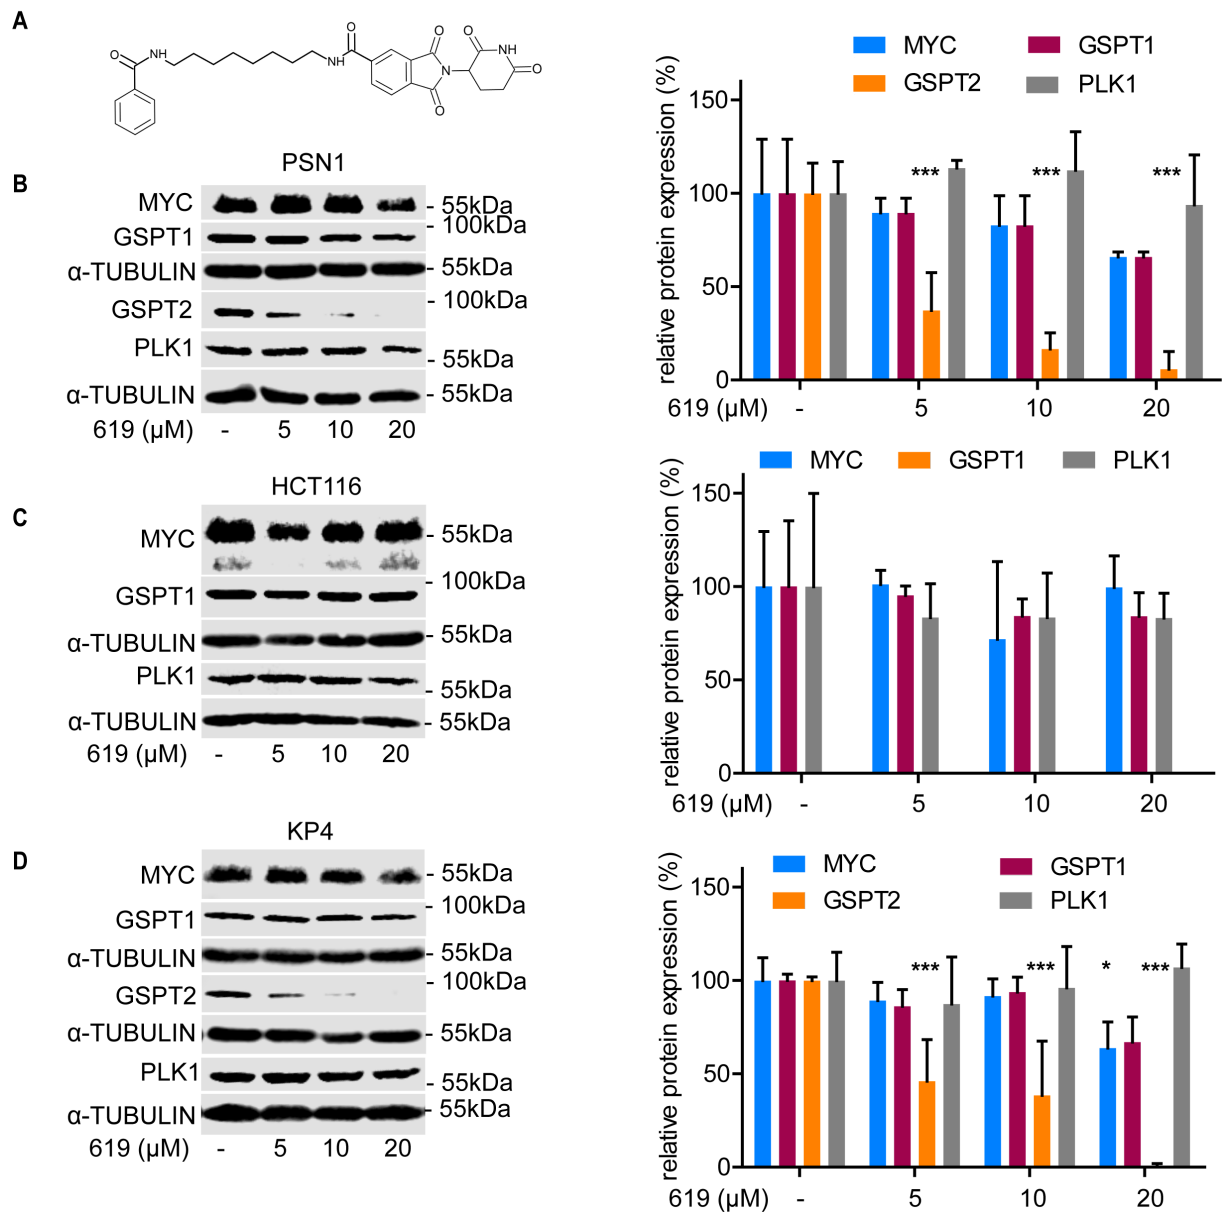 A
O
NH
O
NH
O
N
O
O
NH
O
B
PSN1
MYC
- 55kDa
- 100kDa
GSPT1
α-TUBULIN
- 55kDa
GSPT2
- 100kDa
PLK1
- 55kDa
α-TUBULIN
- 55kDa
619 (μM) - 5 10 20
MYC GSPT1
GSPT2 PLK1
relative protein expression (%)
150
100
50
0
*** *** ***
619 (μM) - 5 10 20
C
HCT116
MYC
- 55kDa
- 100kDa
GSPT1
α-TUBULIN
- 55kDa
PLK1
- 55kDa
α-TUBULIN
- 55kDa
619 (μM) - 5 10 20
MYC GSPT1 PLK1
relative protein expression (%)
150
100
50
0
619 (μM) - 5 10 20
D
KP4
MYC
- 55kDa
- 100kDa
GSPT1
α-TUBULIN
- 55kDa
- 100kDa
GSPT2
α-TUBULIN
- 55kDa
PLK1
- 55kDa
α-TUBULIN
- 55kDa
619 (μM) - 5 10 20
MYC GSPT1
GSPT2 PLK1
relative protein expression (%)
150
100
50
0
*** *** * ***
619 (μM) - 5 10 20